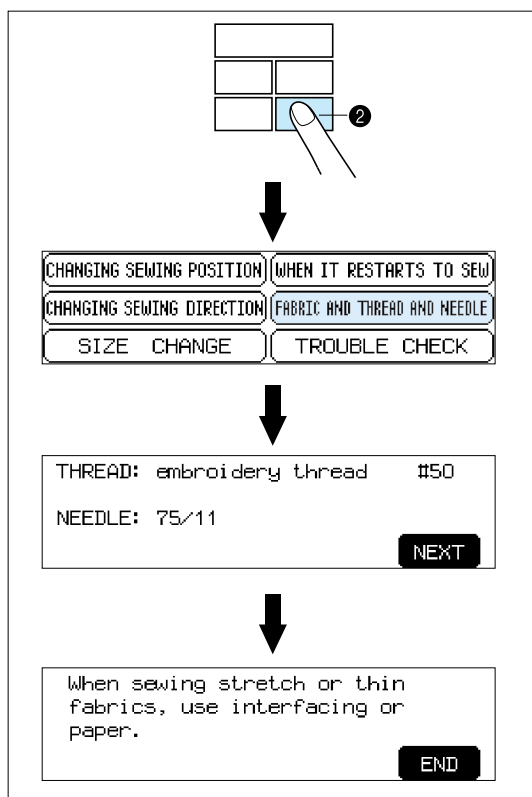 2
CHANGING SEWING POSITION WHEN IT RESTARTS TO SEW
CHANGING SEWING DIRECTION FABRIC AND THREAD AND NEEDLE
SIZE CHANGE TROUBLE CHECK
THREAD: embroidery thread #50
NEEDLE: 75/11
NEXT
When sewing stretch or thin
fabrics, use interfacing or
paper.
END